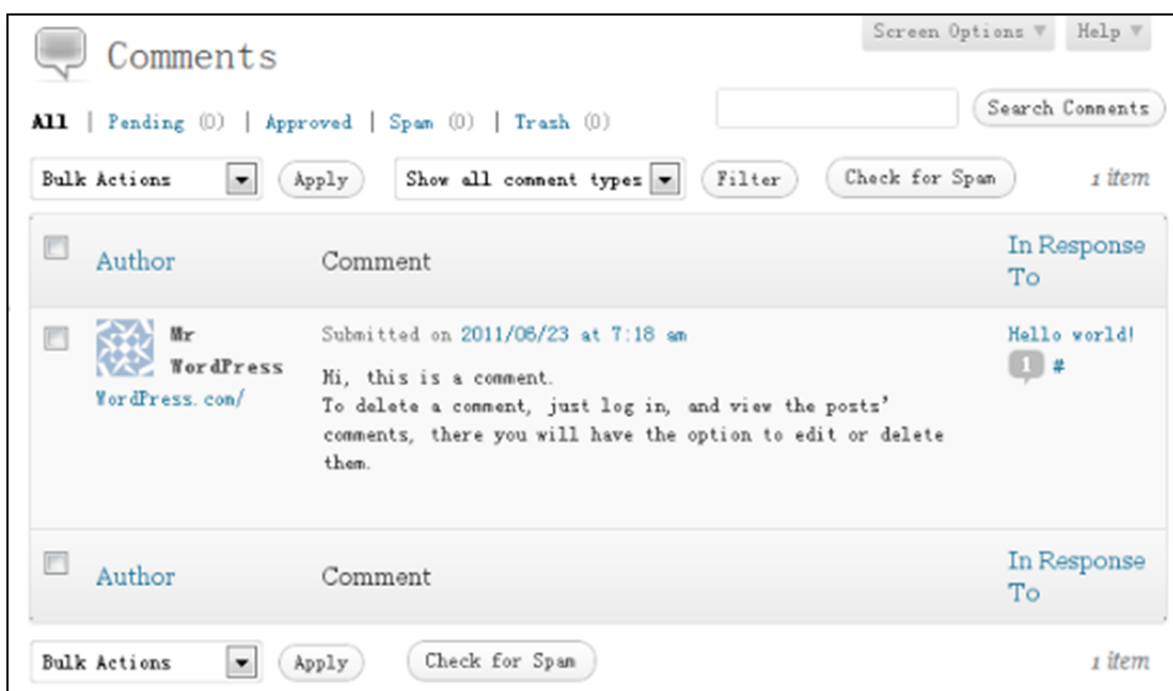 Screen Options Help
Comments
All | Pending (0) | Approved | Spam (0) | Trash (0)
Search Comments
Bulk Actions Apply Show all comment types Filter Check for Spam 1 item
Author Comment In Response
To
Mr Submitted on 2011/06/23 at 7:18 am Hello world!
WordPress Hi, this is a comment. 1 #
WordPress.com/ To delete a comment, just log in, and view the posts'
comments, there you will have the option to edit or delete
them.
Author Comment In Response
To
Bulk Actions Apply Check for Spam 1 item